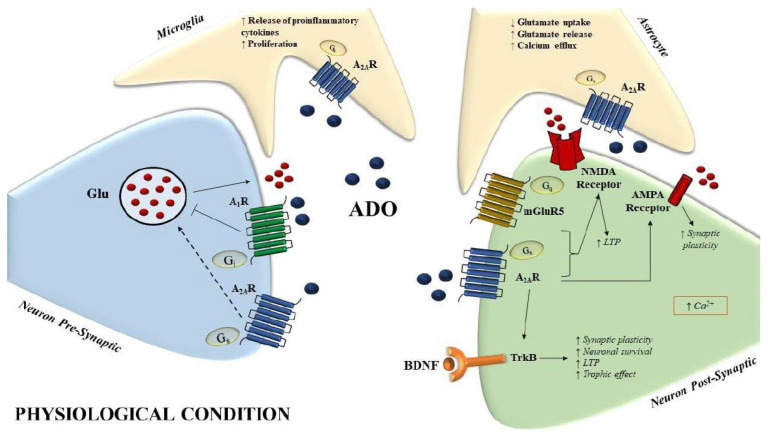 Microglia
↑ Release of proinflammatory
cytokines
↑ Proliferation
A2AR
Glu
A1R
Gi
A2AR
Gs
Neuron Pre-Synaptic
ADO
↓ Glutamate uptake
↑ Glutamate release
↑ Calcium efflux
Astrocyte
Gs
A2AR
NMDA
Receptor
Gq
mGluR5
AMPA
Receptor
↑ LTP
↑ Synaptic
plasticity
Gs
A2AR
↑ Ca2+
BDNF
TrkB
↑ Synaptic plasticity
↑ Neuronal survival
↑ LTP
↑ Trophic effect
Neuron Post-Synaptic
PHYSIOLOGICAL CONDITION